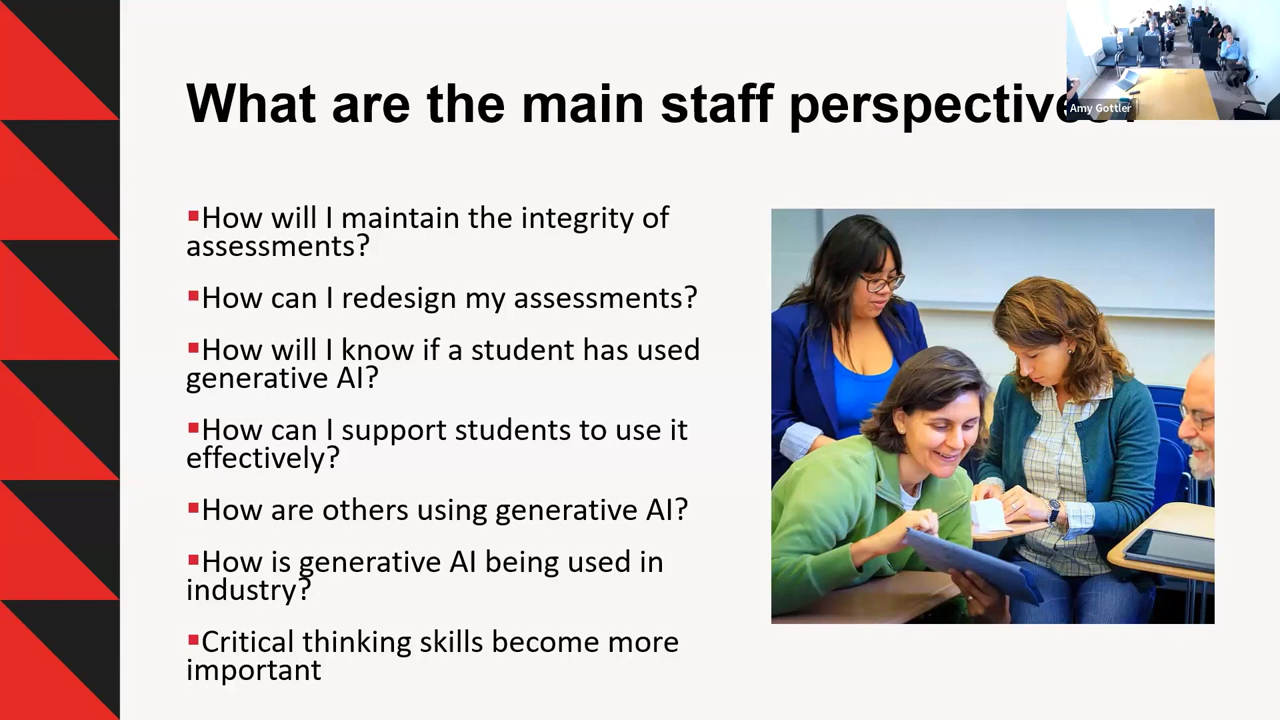 What are the main staff perspectives?
Amy Gottler
▪How will I maintain the integrity of
assessments?
▪How can I redesign my assessments?
▪How will I know if a student has used
generative AI?
▪How can I support students to use it
effectively?
▪How are others using generative AI?
▪How is generative AI being used in
industry?
▪Critical thinking skills become more
important